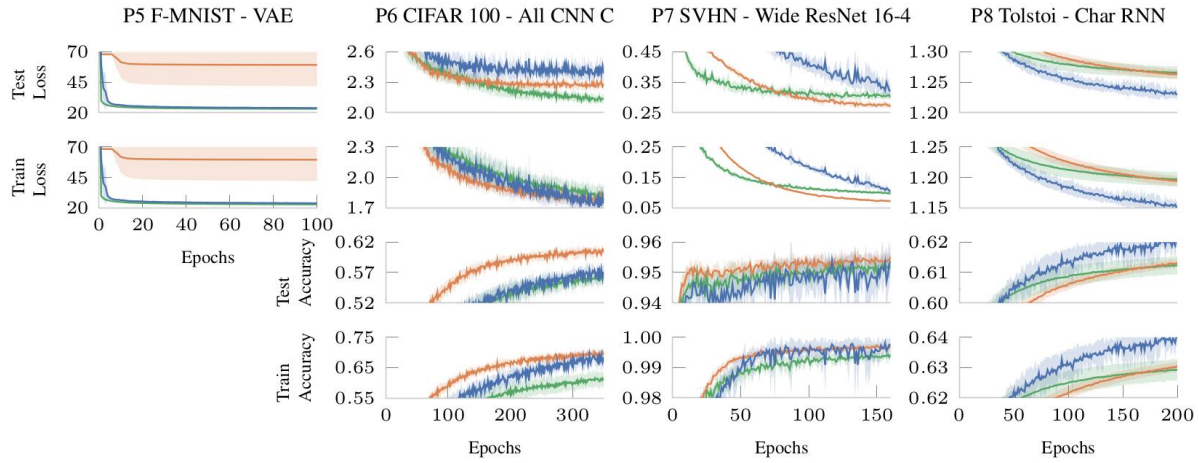 P5 F-MNIST - VAE
P6 CIFAR 100 - All CNN C
P7 SVHN - Wide ResNet 16-4
P8 Tolstoi - Char RNN
Test
Loss
70
45
20
2.6
2.3
2.0
0.45
0.35
0.25
1.30
1.25
1.20
Train
Loss
70
45
20
2.3
2.0
1.7
0.25
0.15
0.05
1.25
1.20
1.15
0 20 40 60 80 100
Epochs
Test
Accuracy
0.62
0.57
0.52
0.96
0.95
0.94
0.62
0.61
0.60
Train
Accuracy
0.75
0.65
0.55
1.00
0.99
0.98
0.64
0.63
0.62
0 100 200 300
0 50 100 150
0 50 100 150 200
Epochs
Epochs
Epochs